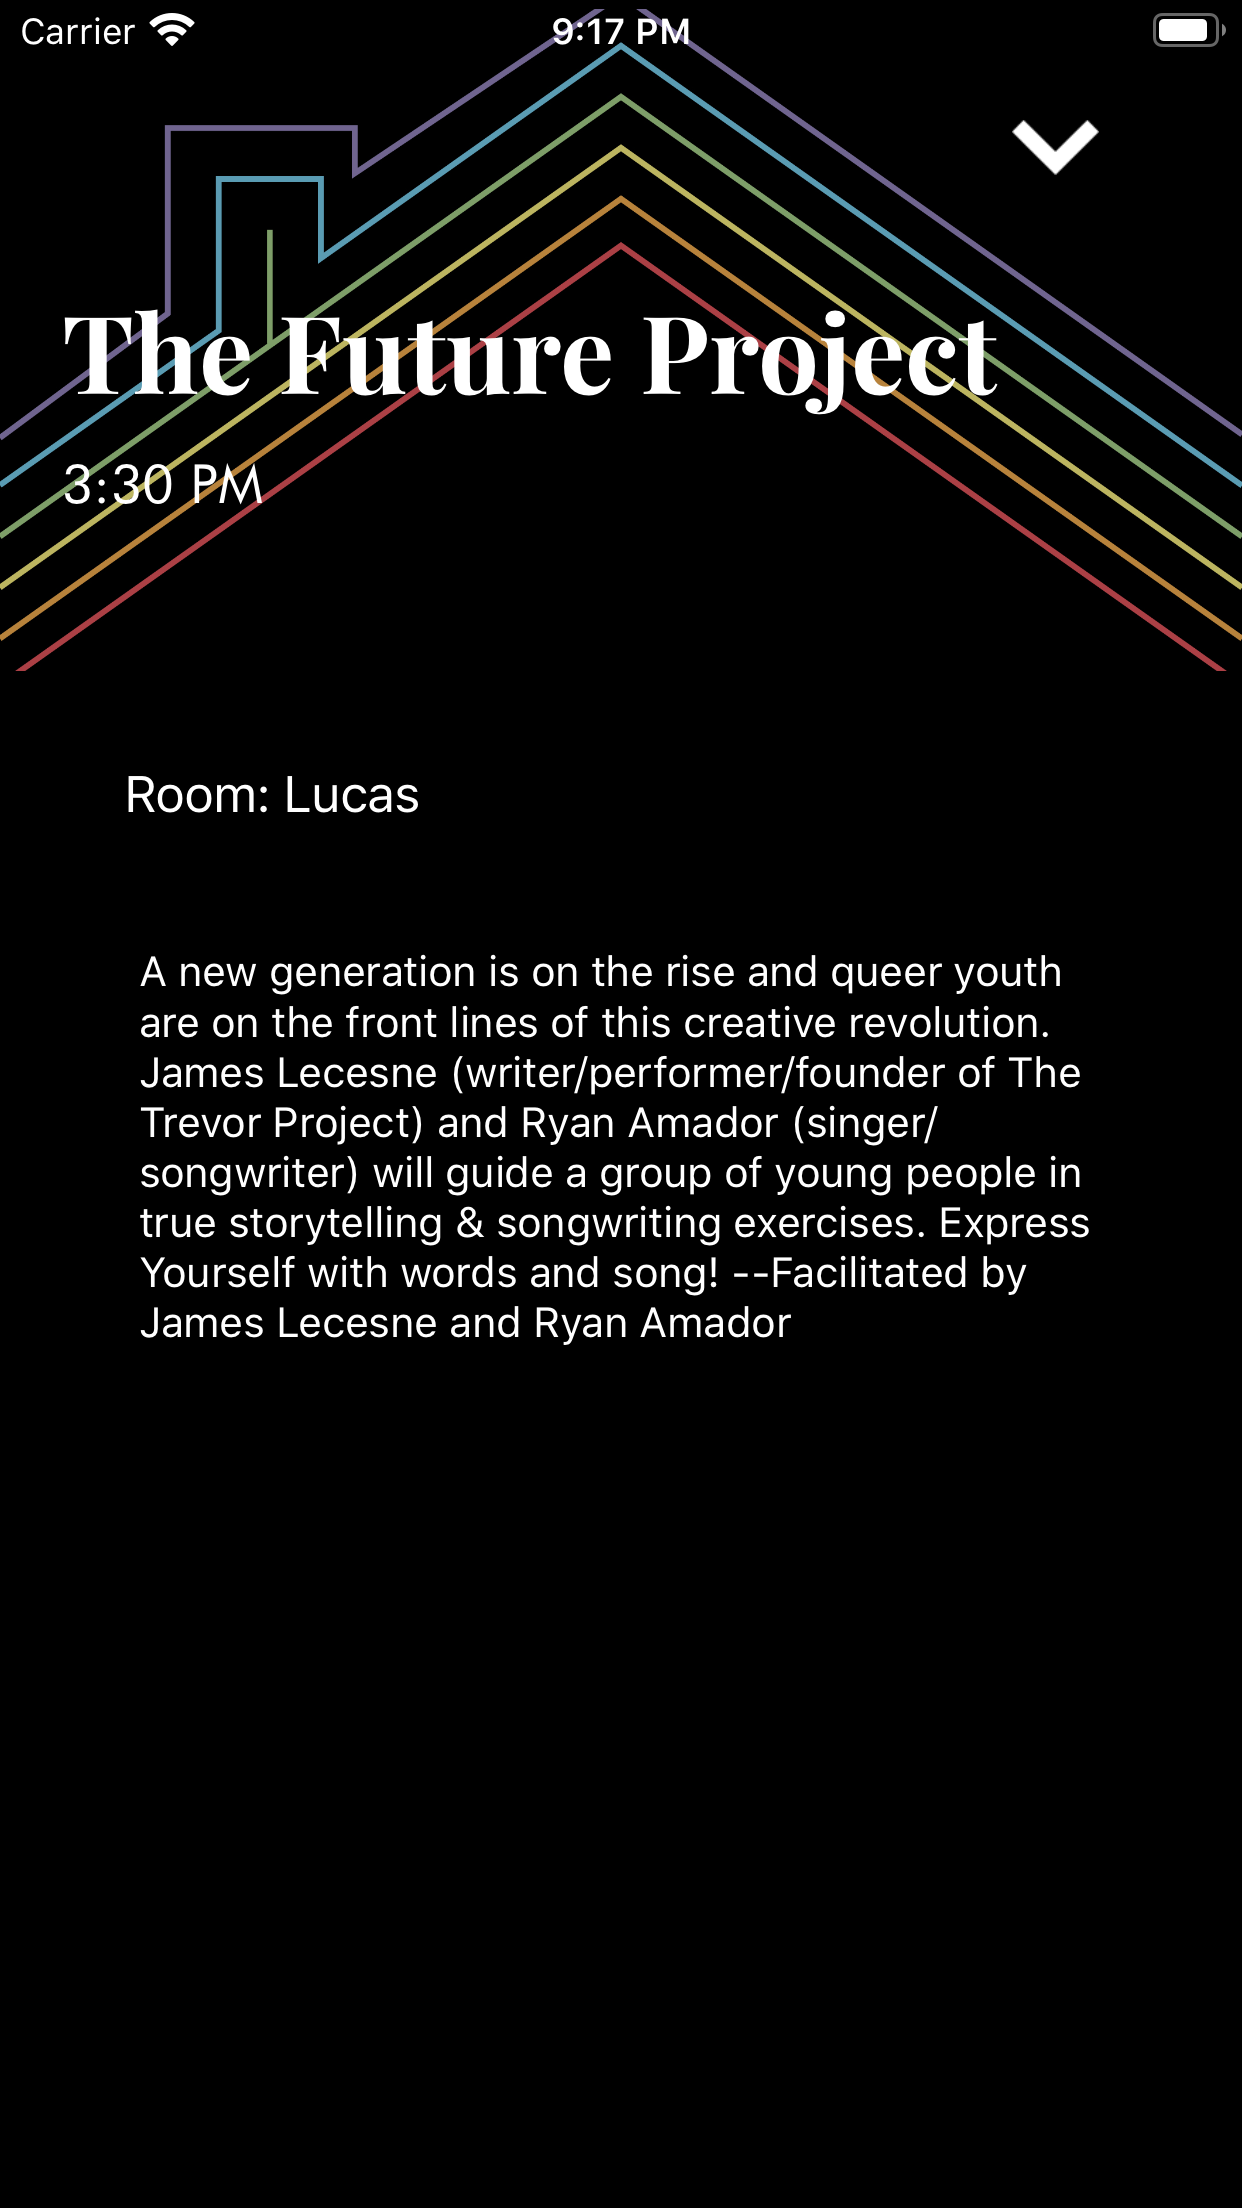 Carrier 9:17 PM
The Future Project
3:30 PM
Room: Lucas
A new generation is on the rise and queer youth
are on the front lines of this creative revolution.
James Lecesne (writer/performer/founder of The
Trevor Project) and Ryan Amador (singer/
songwriter) will guide a group of young people in
true storytelling & songwriting exercises. Express
Yourself with words and song! --Facilitated by
James Lecesne and Ryan Amador